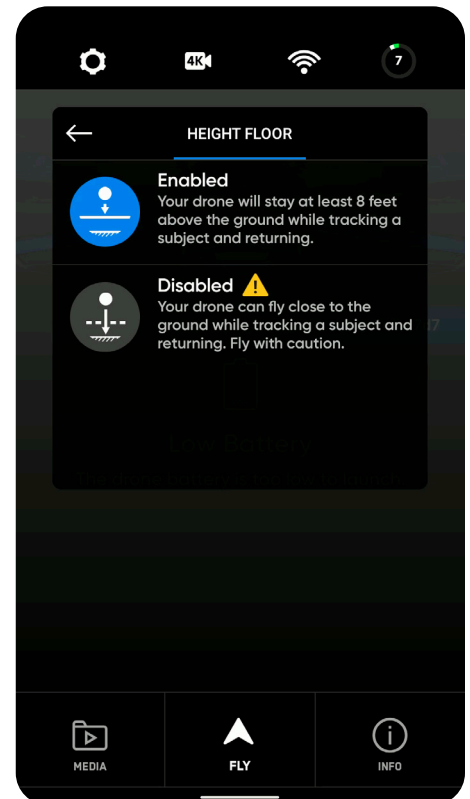 4K
7
HEIGHT FLOOR
Enabled
Your drone will stay at least 8 feet
above the ground while tracking a
subject and returning.
Disabled
Your drone can fly close to the
ground while tracking a subject and
returning. Fly with caution.
Low Battery
MEDIA
FLY
INFO